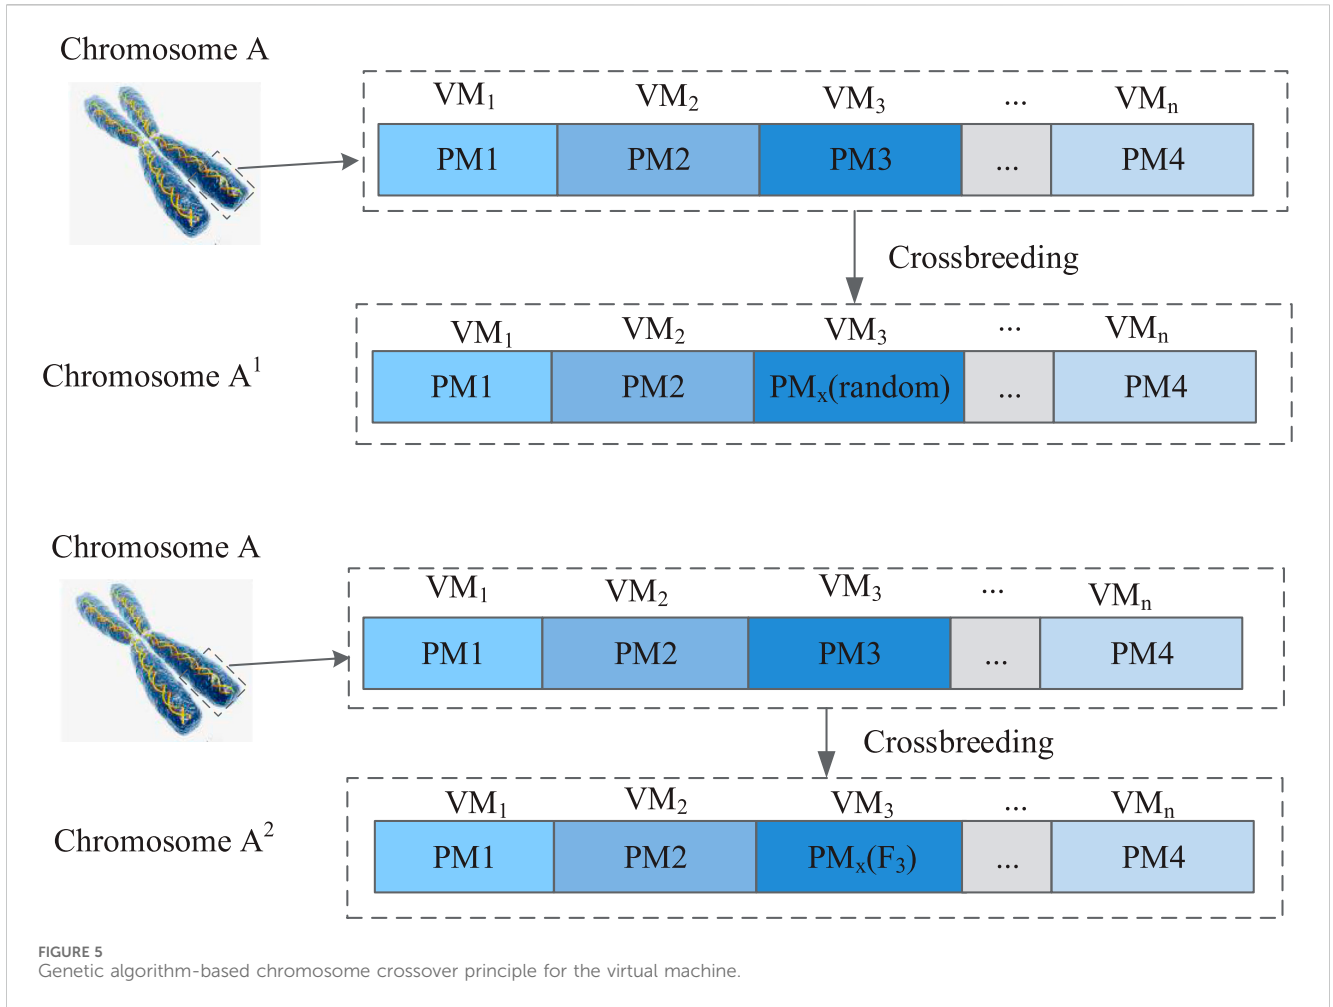 Chromosome A
VM1 VM2 VM3 ... VMn
PM1 PM2 PM3 ... PM4
Crossbreeding
VM1 VM2 VM3 ... VMn
Chromosome A1
PM1 PM2 PMx(random) ... PM4
Chromosome A
VM1 VM2 VM3 ... VMn
PM1 PM2 PM3 ... PM4
Crossbreeding
VM1 VM2 VM3 ... VMn
Chromosome A2
PM1 PM2 PMx(F3) ... PM4
FIGURE 5
Genetic algorithm-based chromosome crossover principle for the virtual machine.